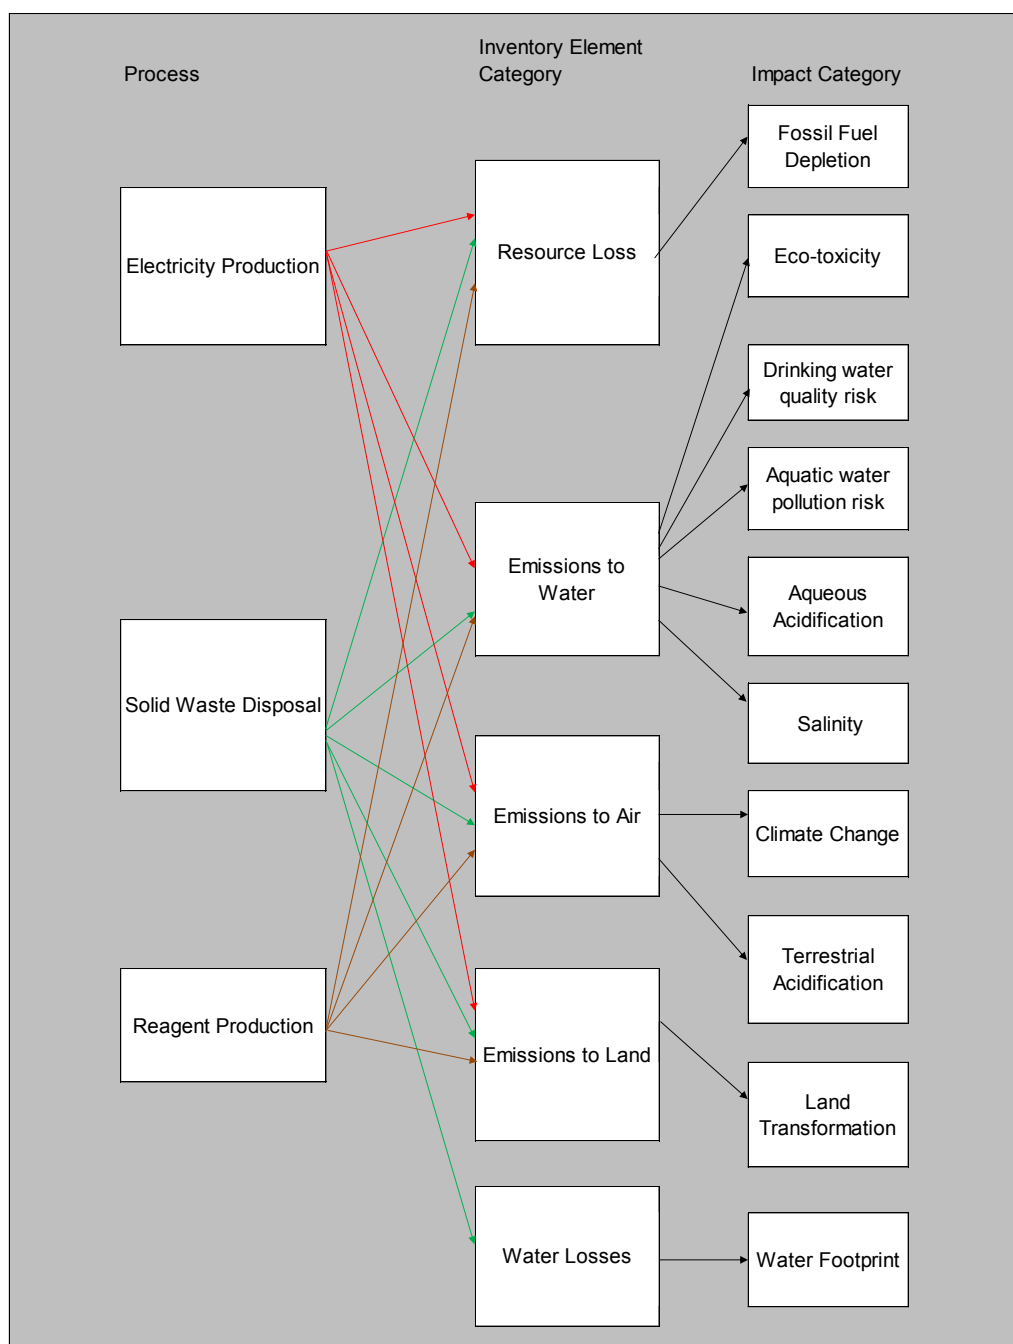 Process
Inventory Element
Category
Impact Category
Electricity Production
Solid Waste Disposal
Reagent Production
Resource Loss
Emissions to
Water
Emissions to Air
Emissions to Land
Water Losses
Fossil Fuel
Depletion
Eco-toxicity
Drinking water
quality risk
Aquatic water
pollution risk
Aqueous
Acidification
Salinity
Climate Change
Terrestrial
Acidification
Land
Transformation
Water Footprint